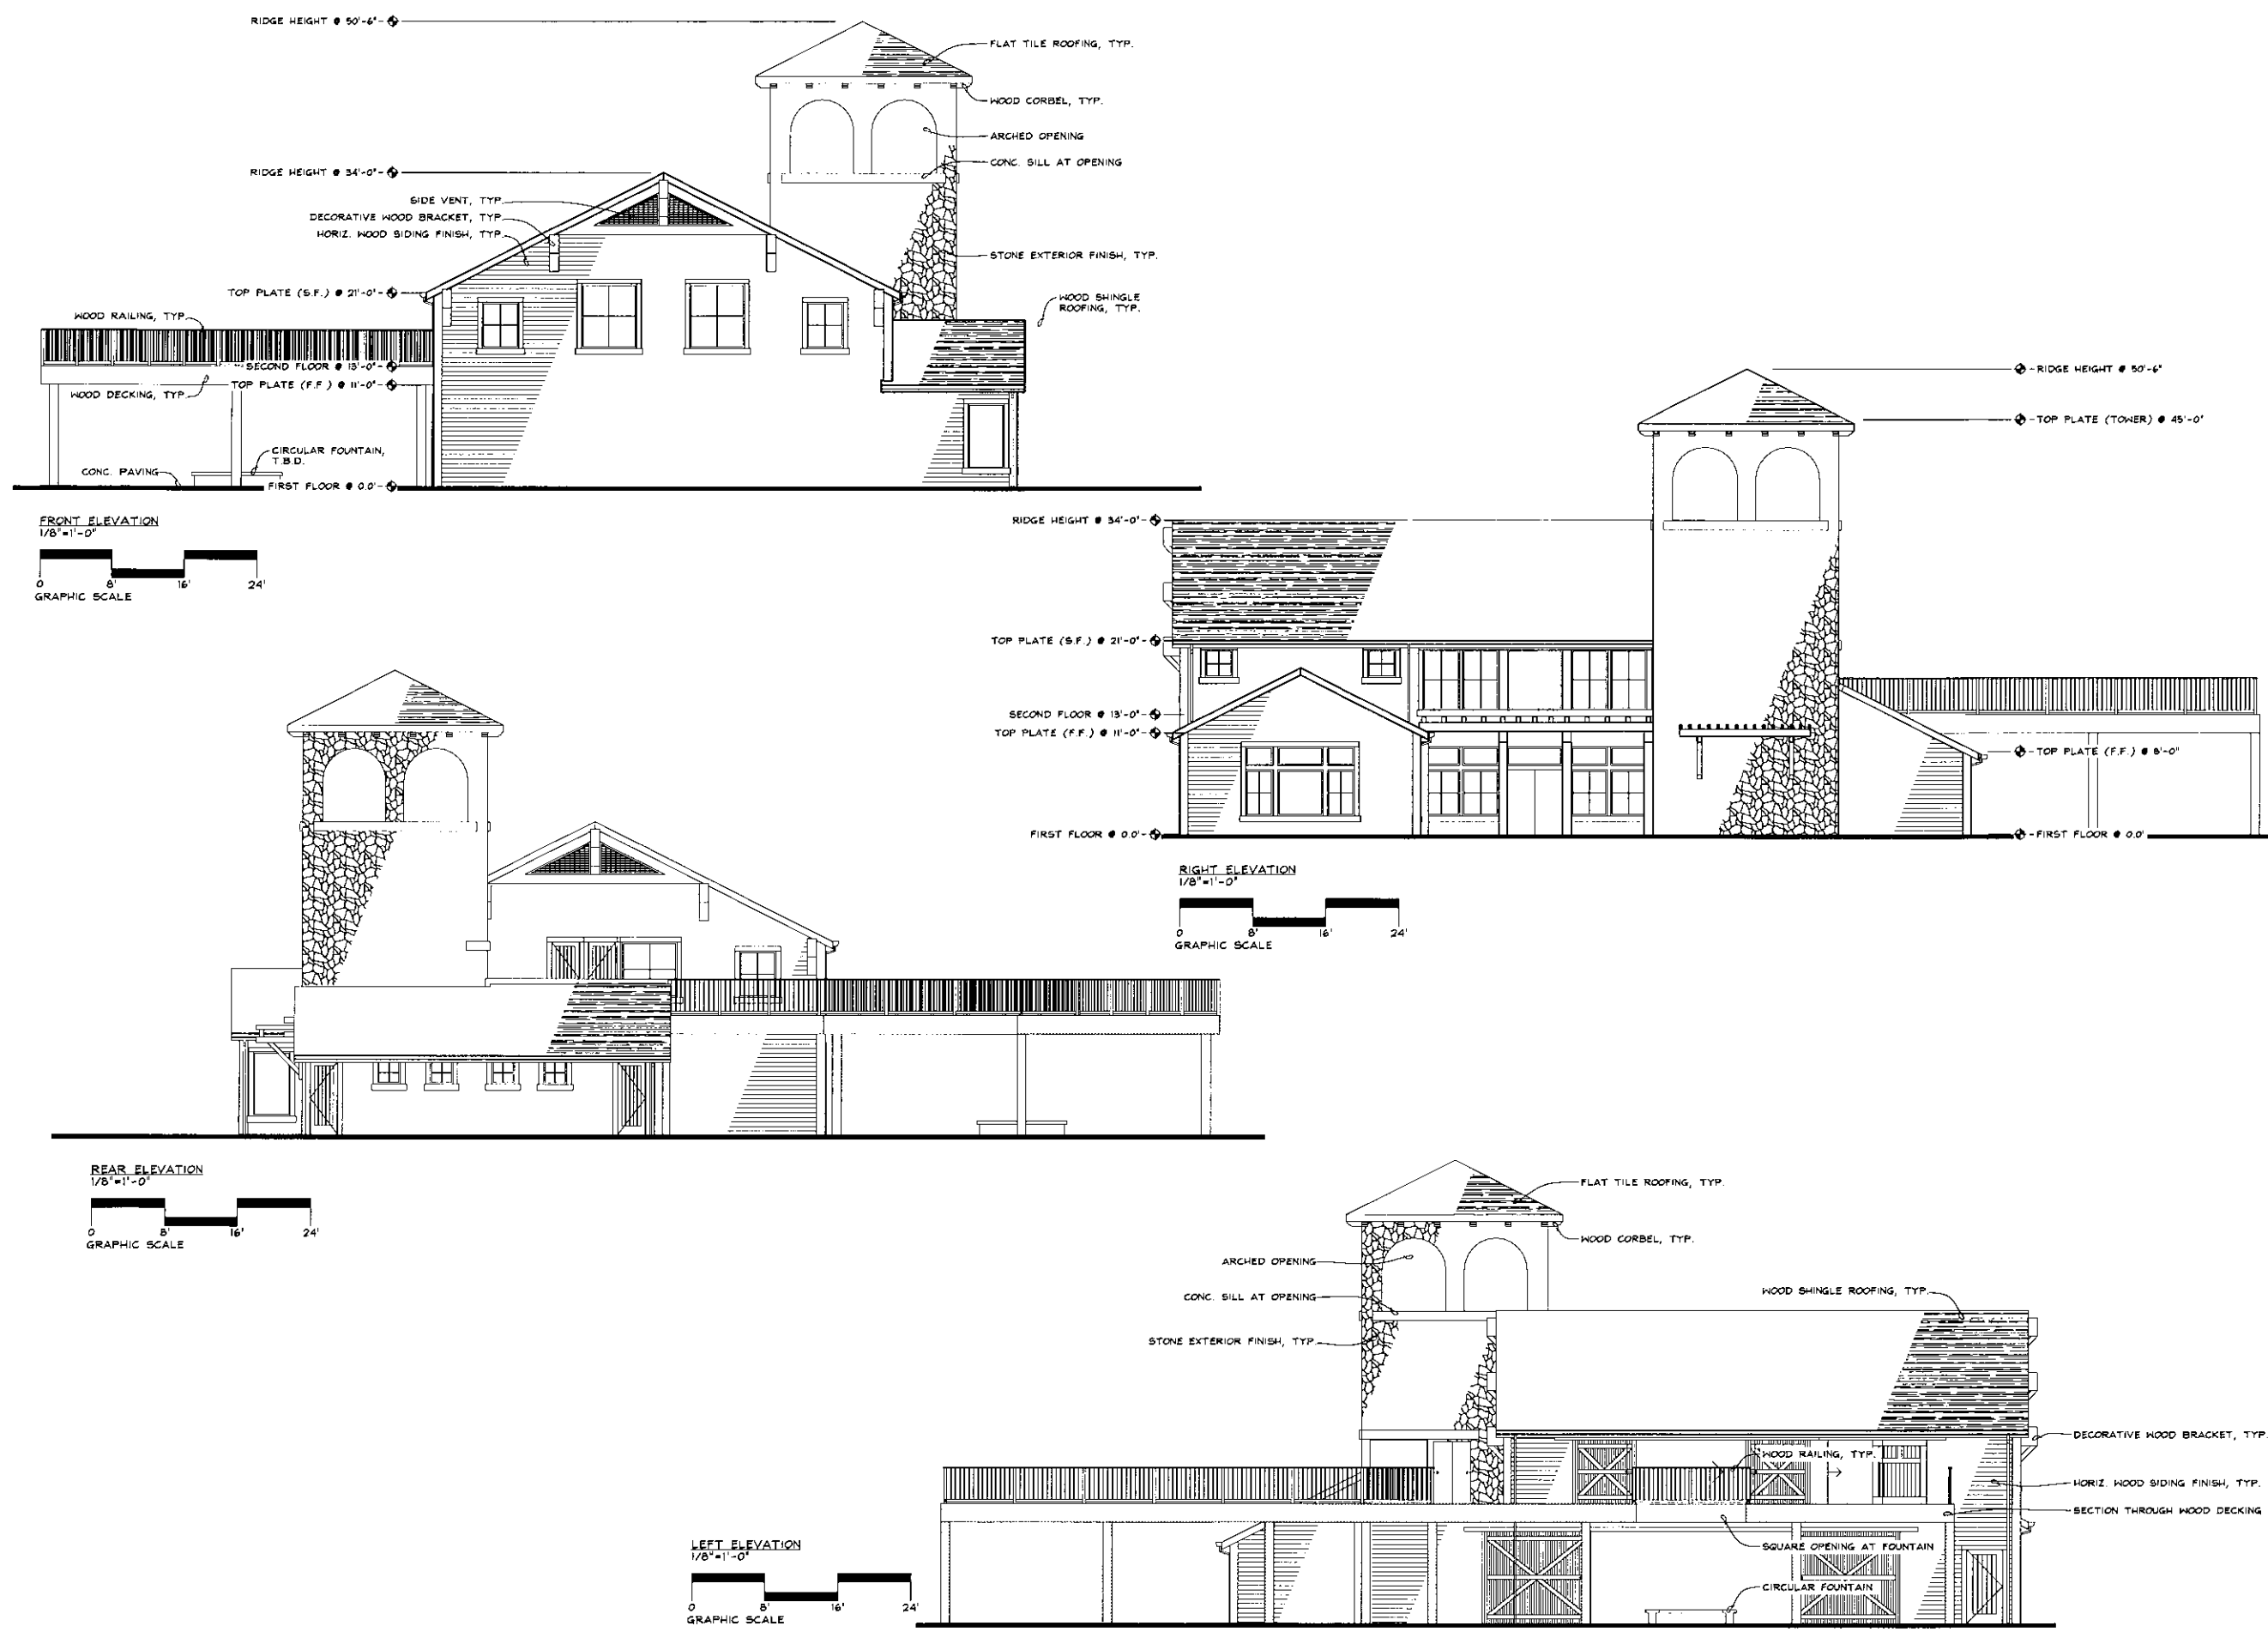 RIDGE HEIGHT @ 50'-6"
FLAT TILE ROOFING, TYP.
WOOD CORBEL, TYP.
ARCHED OPENING
CONC. SILL AT OPENING
RIDGE HEIGHT @ 34'-0"
SIDE VENT, TYP.
DECORATIVE WOOD BRACKET, TYP.
HORIZ. WOOD SIDING FINISH, TYP.
STONE EXTERIOR FINISH, TYP.
TOP PLATE (S.F.) @ 21'-0"
WOOD SHINGLE
ROOFING, TYP.
WOOD RAILING, TYP.
SECOND FLOOR @ 13'-0"
TOP PLATE (F.F.) @ 11'-0"
WOOD DECKING, TYP.
CIRCULAR FOUNTAIN,
T.B.D.
CONC. PAVING
FIRST FLOOR @ 0.0'
FRONT ELEVATION
1/8"=1'-0"
0 8' 16' 24'
GRAPHIC SCALE
RIDGE HEIGHT @ 50'-6"
TOP PLATE (TOWER) @ 45'-0"
RIDGE HEIGHT @ 34'-0"
TOP PLATE (S.F.) @ 21'-0"
SECOND FLOOR @ 13'-0"
TOP PLATE (F.F.) @ 11'-0"
TOP PLATE (F.F.) @ 8'-0"
FIRST FLOOR @ 0.0'
FIRST FLOOR @ 0.0'
RIGHT ELEVATION
1/8"=1'-0"
0 8' 16' 24'
GRAPHIC SCALE
REAR ELEVATION
1/8"=1'-0"
0 8' 16' 24'
GRAPHIC SCALE
FLAT TILE ROOFING, TYP.
WOOD CORBEL, TYP.
ARCHED OPENING
CONC. SILL AT OPENING
WOOD SHINGLE ROOFING, TYP.
STONE EXTERIOR FINISH, TYP.
DECORATIVE WOOD BRACKET, TYP.
WOOD RAILING, TYP.
HORIZ. WOOD SIDING FINISH, TYP.
SECTION THROUGH WOOD DECKING
SQUARE OPENING AT FOUNTAIN
CIRCULAR FOUNTAIN
LEFT ELEVATION
1/8"=1'-0"
0 8' 16' 24'
GRAPHIC SCALE